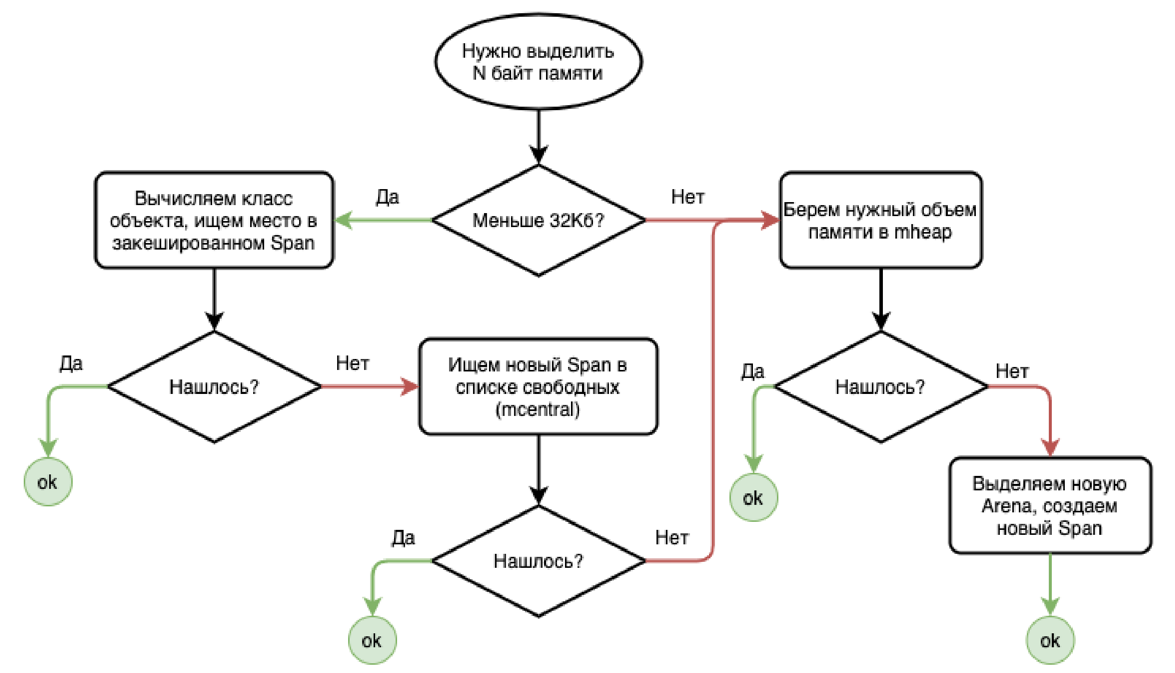 Нужно выделить
N байт памяти
Да
Нет
Вычисляем класс
объекта, ищем место в
закешированном Span
Меньше 32Кб?
Берем нужный объем
памяти в mheap
Да
Нашлось?
Нет
Ищем новый Span в
списке свободных
(mcentral)
Да
Нашлось?
Нет
ok
ok
Выделяем новую
Arena, создаем
новый Span
Да
Нашлось?
Нет
ok
ok